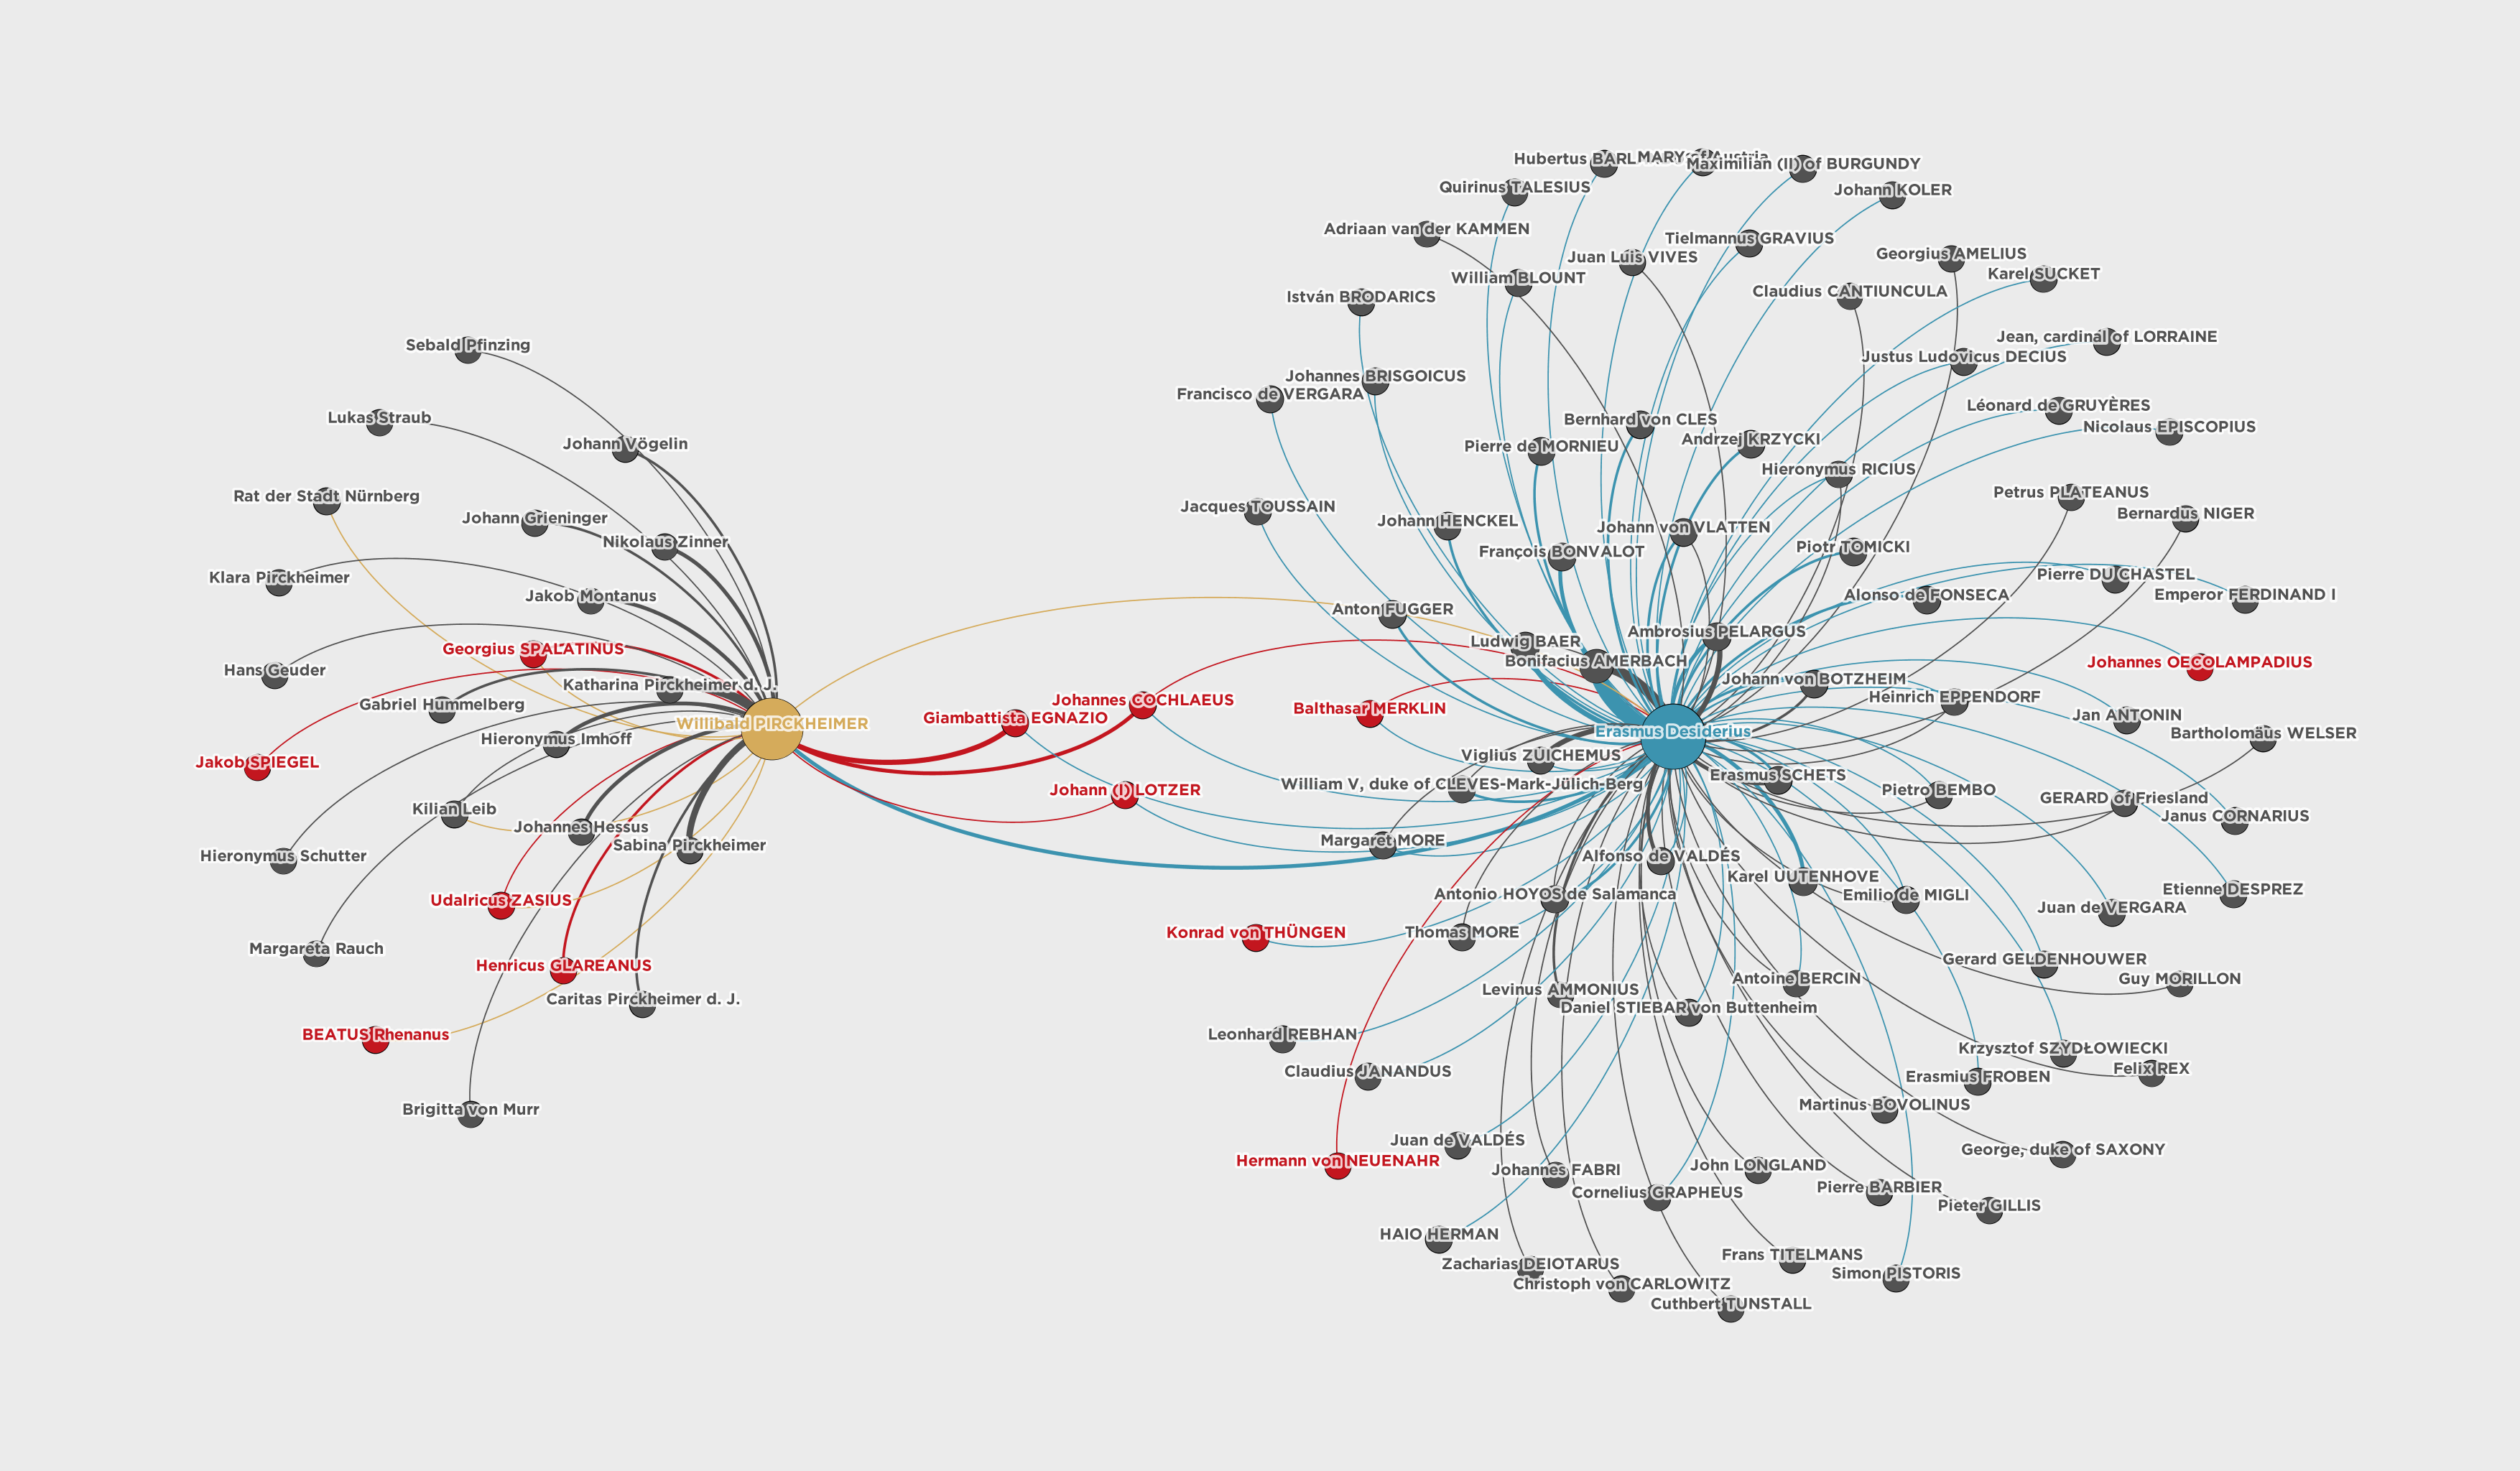 Hubertus BARL
MARY of Austria
Maximilian (II) of BURGUNDY
Quirinus TALESIUS
Johann KOLER
Adriaan van der KAMMEN
Tielmannus GRAVIUS
Juan Luis VIVES
Georgius AMELIUS
William BLOUNT
Karel SUCKET
István BRODARICS
Claudius CANTIUNCULA
Jean, cardinal of LORRAINE
Sebald Pfinzing
Justus Ludovicus DECIUS
Johannes BRISGOICUS
Francisco de VERGARA
Léonard de GRUYÈRES
Lukas Straub
Bernhard von CLES
Nicolaus EPISCOPIUS
Johann Vögelin
Pierre de MORNIEU
Andrzej KRZYCKI
Hieronymus RICIUS
Rat der Stadt Nürnberg
Petrus PLATEANUS
Jacques TOUSSAIN
Bernardus NIGER
Johann Grieninger
Johann HENCKEL
Johann von VLATTEN
Nikolaus Zinner
François BONVALOT
Piotr TOMICKI
Klara Pirckheimer
Pierre DU CHASTEL
Jakob Montanus
Alonso de FONSECA
Emperor FERDINAND I
Anton FUGGER
Georgius SPALATINUS
Ludwig BAER
Ambrosius PELARGUS
Hans Geuder
Bonifacius AMERBACH
Johannes OECOLAMPADIUS
Katharina Pirckheimer d. J.
Johann von BOTZHEIM
Gabriel Hummelberg
Johannes COCHLAEUS
Balthasar MERKLIN
Heinrich EPPENDORF
Willibald PIRCKHEIMER
Giambattista EGNAZIO
Jan ANTONIN
Hieronymus Imhoff
Erasmus Desiderius
Bartholomäus WELSER
Jakob SPIEGEL
Viglius ZUICHEMUS
William V, duke of CLEVES-Mark-Jülich-Berg
Erasmus SCHETS
Johann (I) LOTZER
Pietro BEMBO
GERARD of Friesland
Kilian Leib
Janus CORNARIUS
Johannes Hessus
Sabina Pirckheimer
Margaret MORE
Hieronymus Schutter
Alfonso de VALDÉS
Karel UUTENHOVE
Emilio de MIGLI
Etienne DESPREZ
Udalricus ZASIUS
Antonio HOYOS de Salamanca
Juan de VERGARA
Margareta Rauch
Konrad von THÜNGEN
Thomas MORE
Henricus GLAREANUS
Gerard GELDENHOUWER
Antoine BERCIN
Guy MORILLON
Caritas Pirckheimer d. J.
Levinus AMMONIUS
Daniel STIEBAR von Buttenheim
BEATUS Rhenanus
Leonhard REBHAN
Krzysztof SZYDŁOWIECKI
Claudius JANANDUS
Felix REX
Erasmius FROBEN
Brigitta von Murr
Martinus BOVOLINUS
Juan de VALDÉS
George, duke of SAXONY
Hermann von NEUENAHR
Johannes FABRI
John LONGLAND
Cornelius GRAPHEUS
Pierre BARBIER
Pieter GILLIS
HAIO HERMAN
Frans TITELMANS
Zacharias DEIOTARUS
Simon PISTORIS
Christoph von CARLOWITZ
Cuthbert TUNSTALL